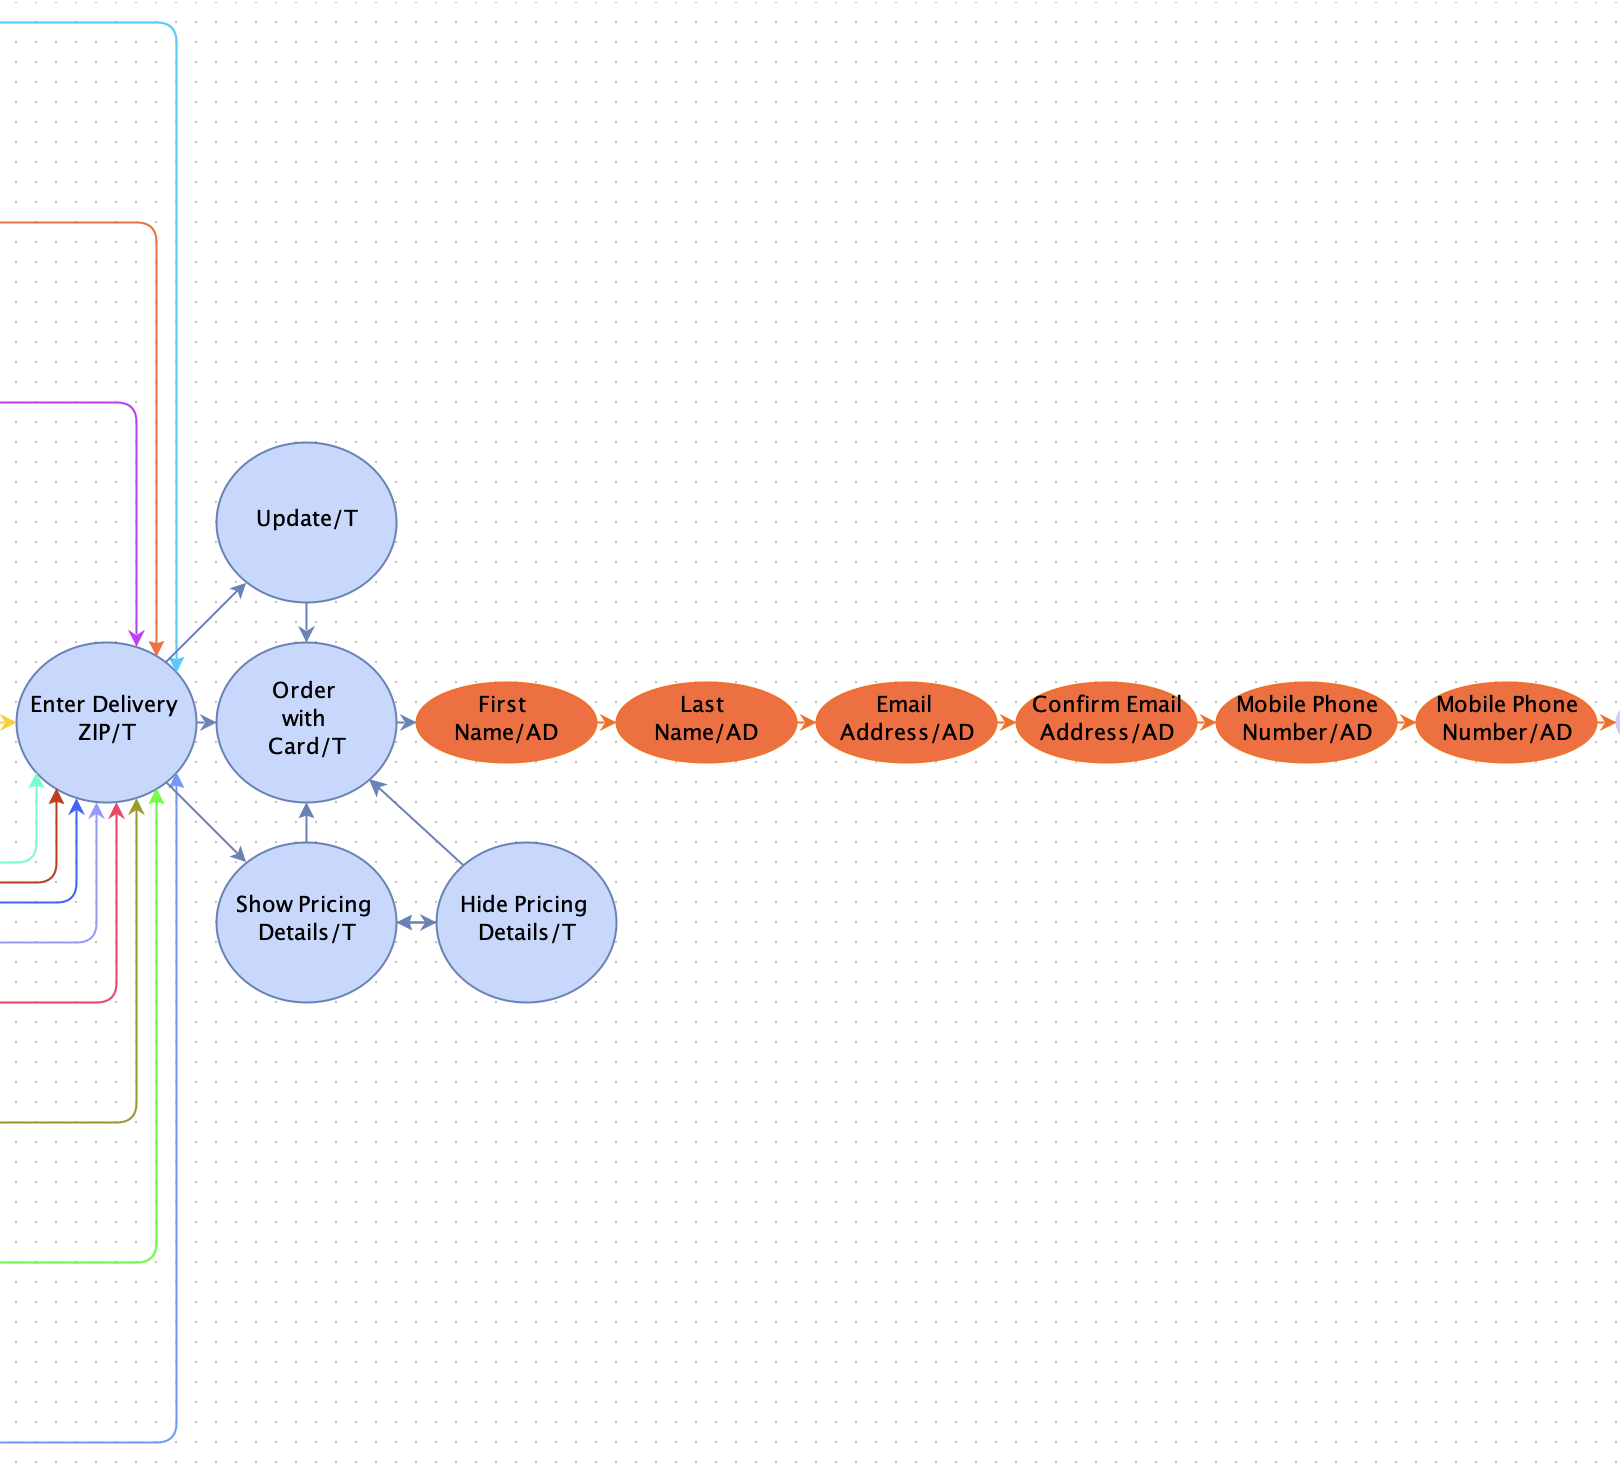 Update/T
Enter Delivery
ZIP/T
Order
with
Card/T
First
Name/AD
Last
Name/AD
Email
Address/AD
Confirm Email
Address/AD
Mobile Phone
Number/AD
Mobile Phone
Number/AD
Show Pricing
Details/T
Hide Pricing
Details/T